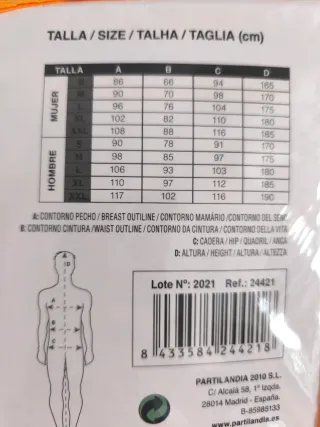 TALLA / SIZE / TALHA / TAGLIA (cm)
TALLA A B C D
MUJER
S 86 66 94 165
M 90 70 98 170
L 96 76 104 175
XL 102 82 110 180
XXL 108 88 116 185
HOMBRE
S 90 78 91 170
M 98 85 97 175
L 106 93 103 180
XL 110 97 112 185
XXL 117 102 116 190
A: CONTORNO PECHO / BREAST OUTLINE / CONTORNO MAMÁRIO / CONTORNO DEL SENO
B: CONTORNO CINTURA / WAIST OUTLINE / CONTORNO DA CINTURA / CONTORNO DELLA VITA
C: CADERA / HIP / QUADRIL / ANCA
D: ALTURA / HEIGHT / ALTURA / ALTEZZA
D
A
B
C
Lote Nº: 2021 Ref.: 24421
8 433584 244218
PARTILANDIA 2010 S.L.
C/ Alcalá 58, 1º Izqda.
28014 Madrid - España.
B-85985133
www.partilandia.es